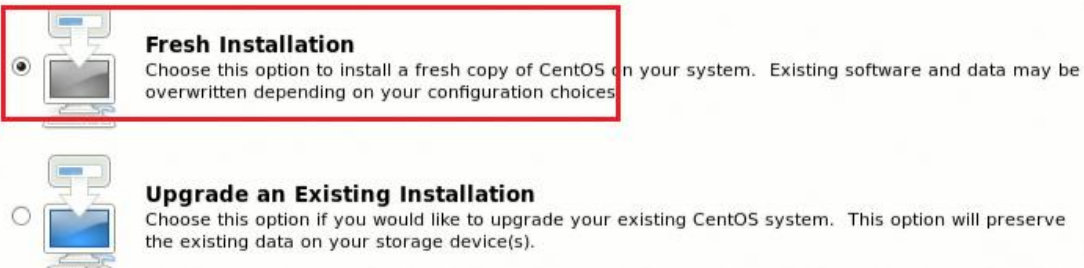 Fresh Installation
Choose this option to install a fresh copy of CentOS on your system.  Existing software and data may be
overwritten depending on your configuration choices
Upgrade an Existing Installation
Choose this option if you would like to upgrade your existing CentOS system.  This option will preserve
the existing data on your storage device(s).